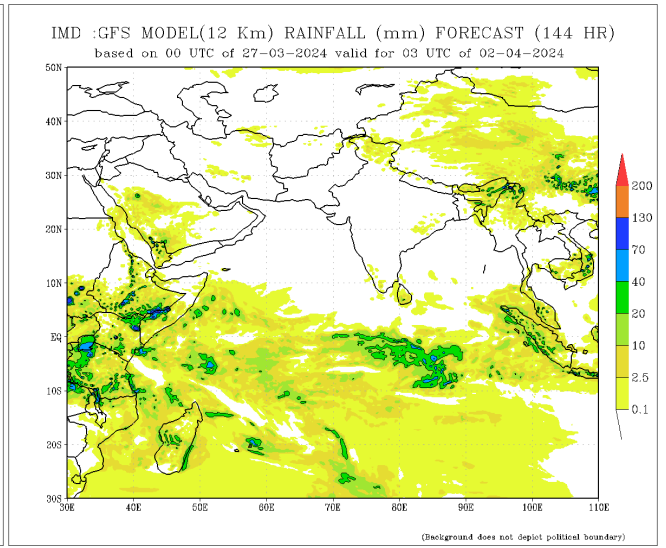 IMD :GFS MODEL(12 Km) RAINFALL (mm) FORECAST (144 HR)
based on 00 UTC of 27-03-2024 valid for 03 UTC of 02-04-2024
50N
40N
30N
20N
10N
EQ
10S
20S
30S
30E 40E 50E 60E 70E 80E 90E 100E 110E
200
130
70
40
20
10
2.5
0.1
(Background does not depict political boundary)